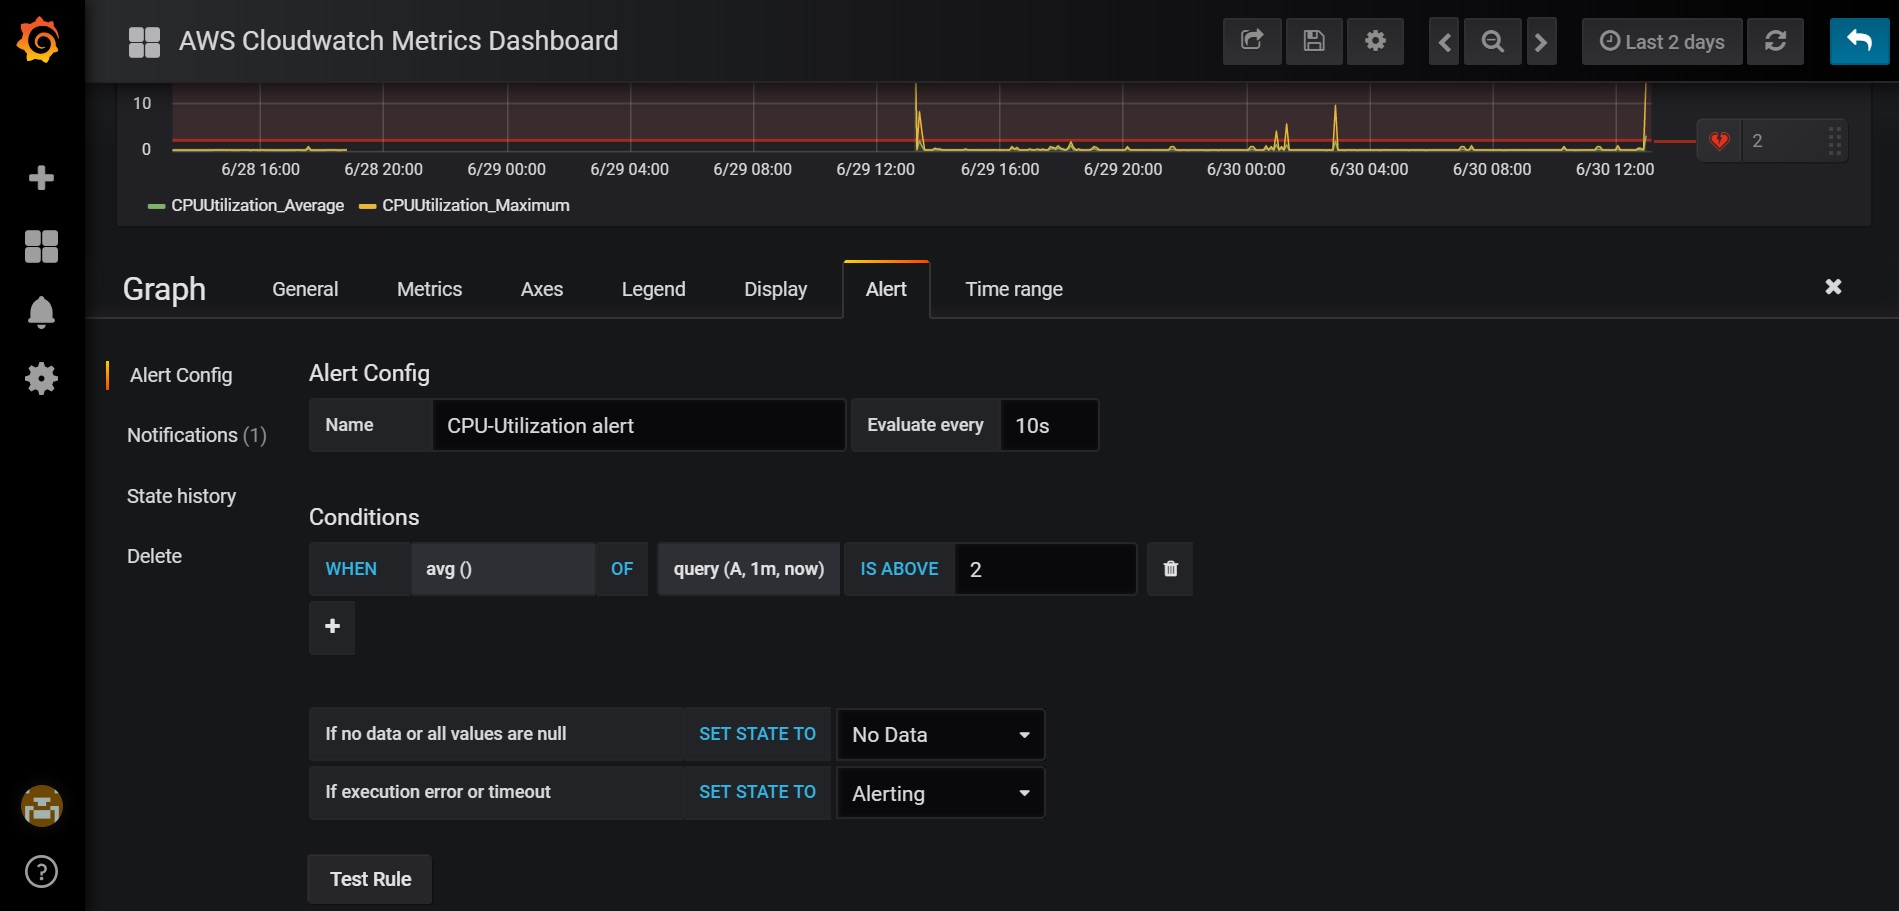 AWS Cloudwatch Metrics Dashboard
Last 2 days
10
0
2
6/28 16:00 6/28 20:00 6/29 00:00 6/29 04:00 6/29 08:00 6/29 12:00 6/29 16:00 6/29 20:00 6/30 00:00 6/30 04:00 6/30 08:00 6/30 12:00
CPUUtilization_Average CPUUtilization_Maximum
Graph General Metrics Axes Legend Display Alert Time range
Alert Config
Notifications (1)
State history
Delete
Alert Config
Name CPU-Utilization alert Evaluate every 10s
Conditions
WHEN avg () OF query (A, 1m, now) IS ABOVE 2
If no data or all values are null SET STATE TO No Data
If execution error or timeout SET STATE TO Alerting
Test Rule